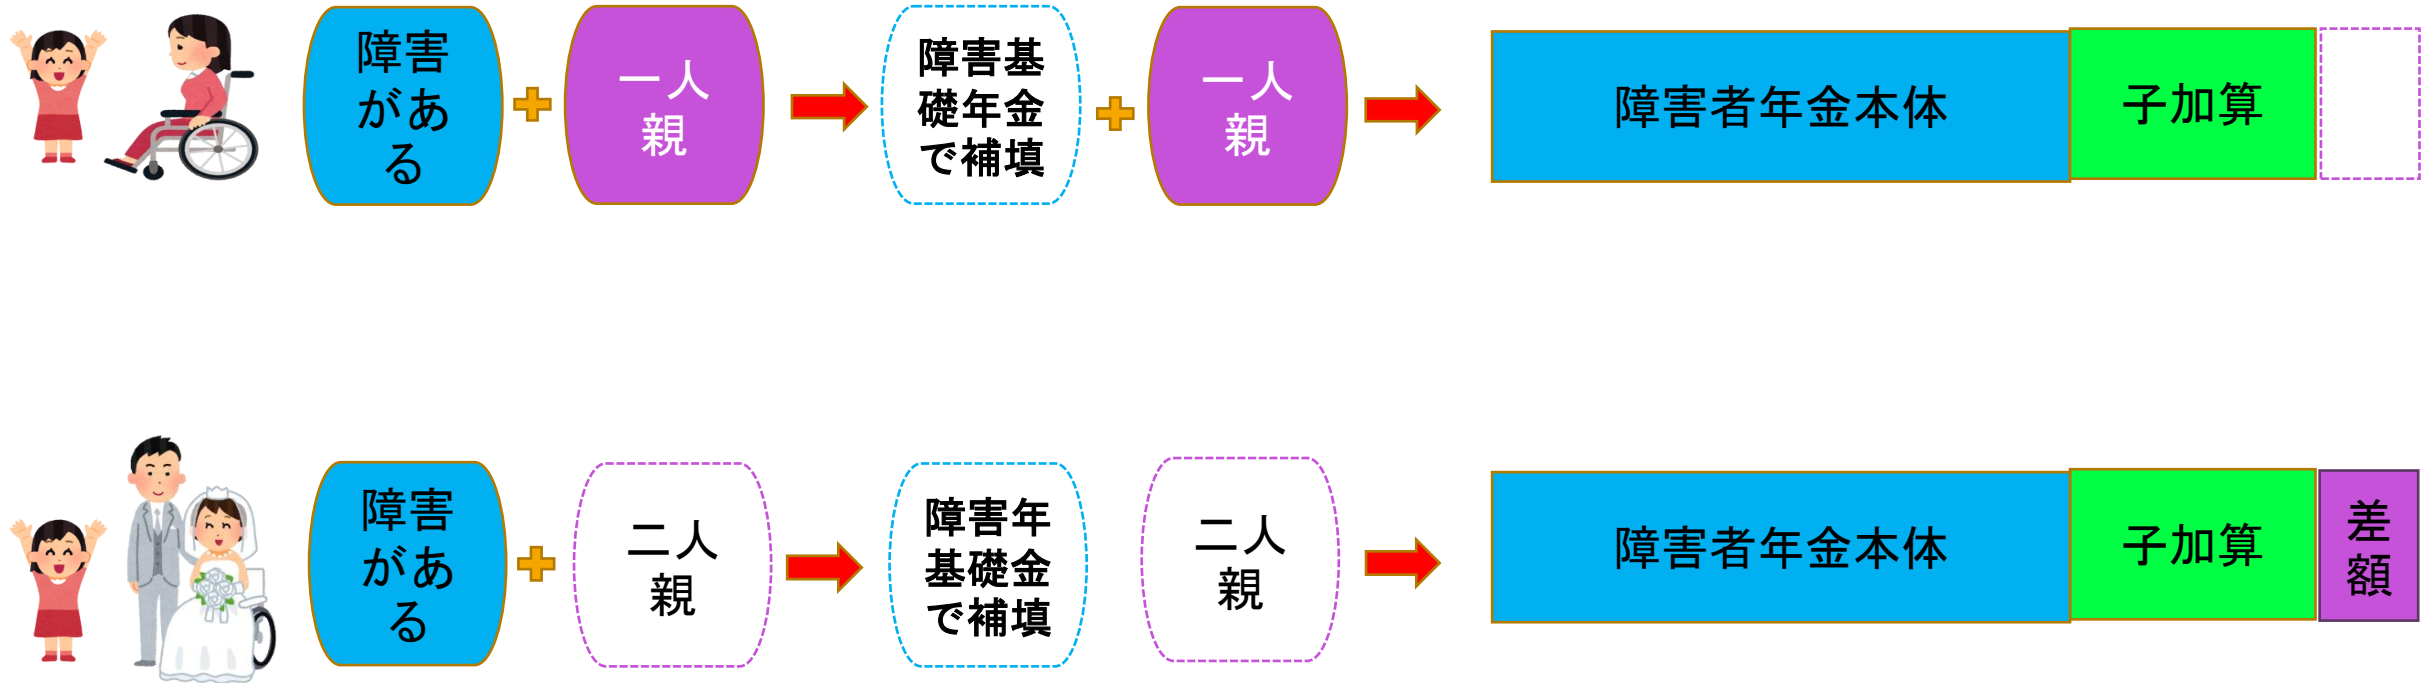 障害
があ
る
一人
親
障害基
礎年金
で補填
一人
親
障害者年金本体
子加算
障害
があ
る
二人
親
障害年
基礎金
で補填
二人
親
障害者年金本体
子加算
差
額